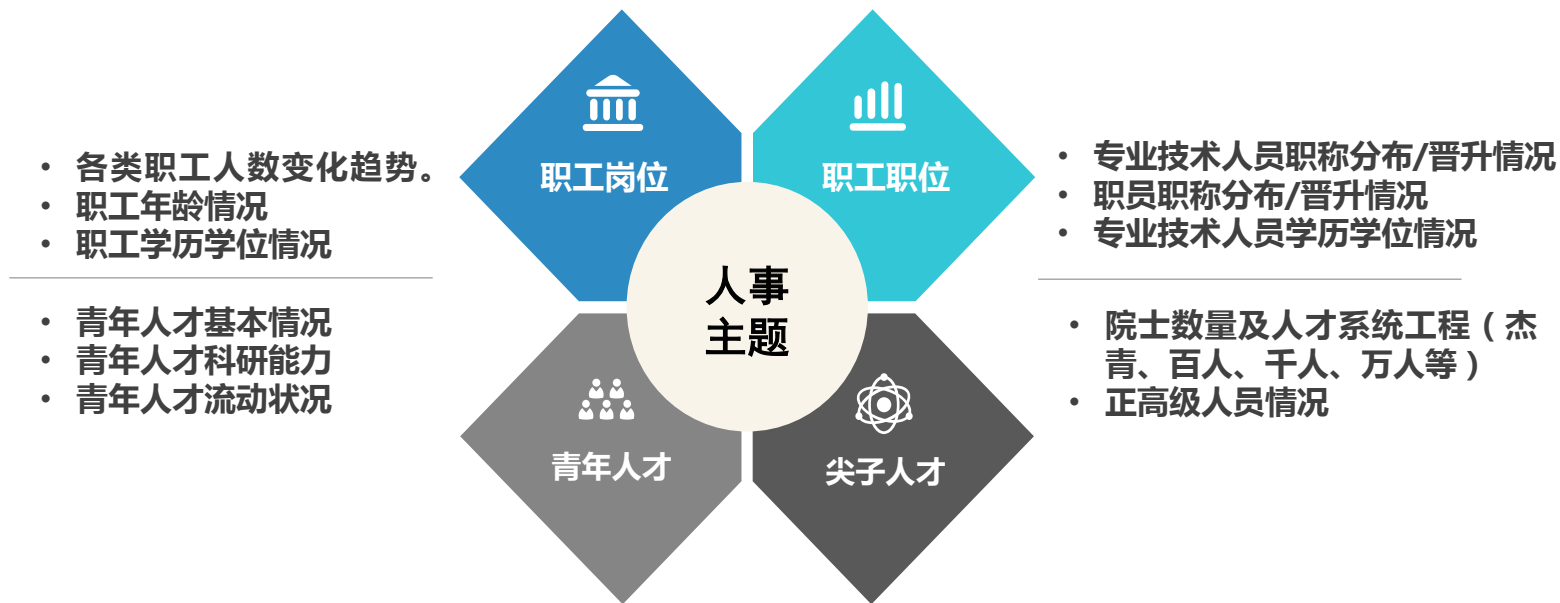 职工岗位
职工职位
• 各类职工人数变化趋势。
• 职工年龄情况
• 职工学历学位情况
• 专业技术人员职称分布/晋升情况
• 职员职称分布/晋升情况
• 专业技术人员学历学位情况
人事
主题
• 青年人才基本情况
• 青年人才科研能力
• 青年人才流动状况
• 院士数量及人才系统工程（杰
青、百人、千人、万人等）
• 正高级人员情况
青年人才
尖子人才